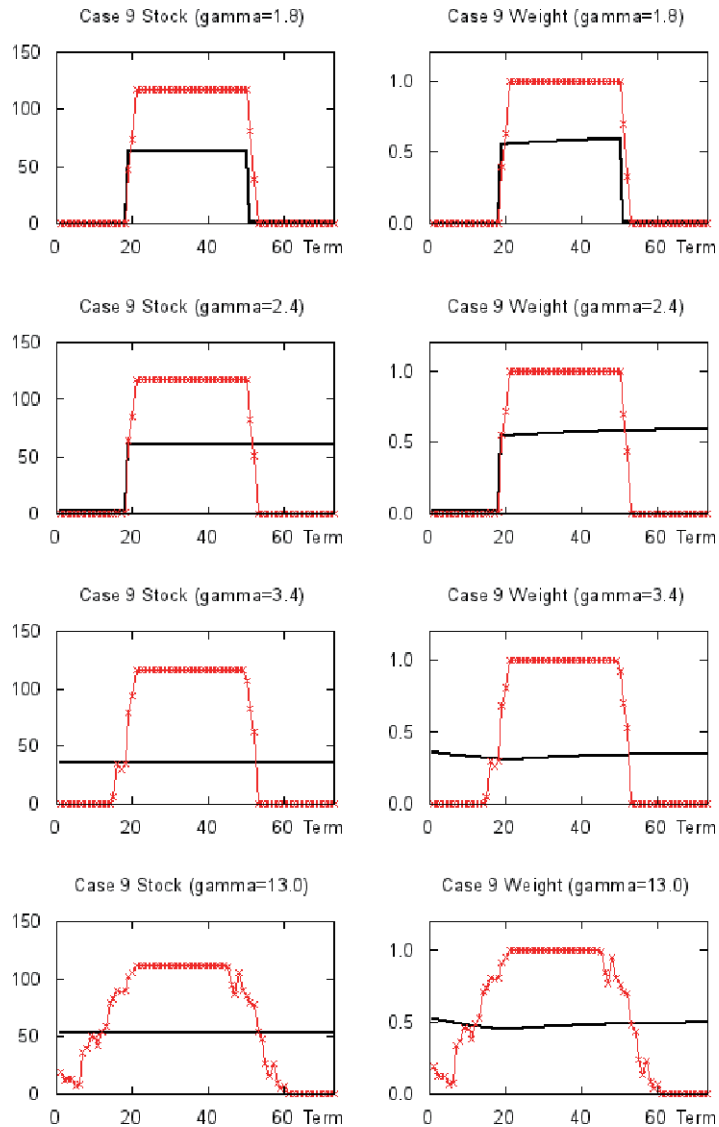 Case 9 Stock (gamma=1.8)
150
100
50
0
0 20 40 60 Term
Case 9 Weight (gamma=1.8)
1.0
0.5
0.0
0 20 40 60 Term
Case 9 Stock (gamma=2.4)
150
100
50
0
0 20 40 60 Term
Case 9 Weight (gamma=2.4)
1.0
0.5
0.0
0 20 40 60 Term
Case 9 Stock (gamma=3.4)
150
100
50
0
0 20 40 60 Term
Case 9 Weight (gamma=3.4)
1.0
0.5
0.0
0 20 40 60 Term
Case 9 Stock (gamma=13.0)
150
100
50
0
0 20 40 60 Term
Case 9 Weight (gamma=13.0)
1.0
0.5
0.0
0 20 40 60 Term